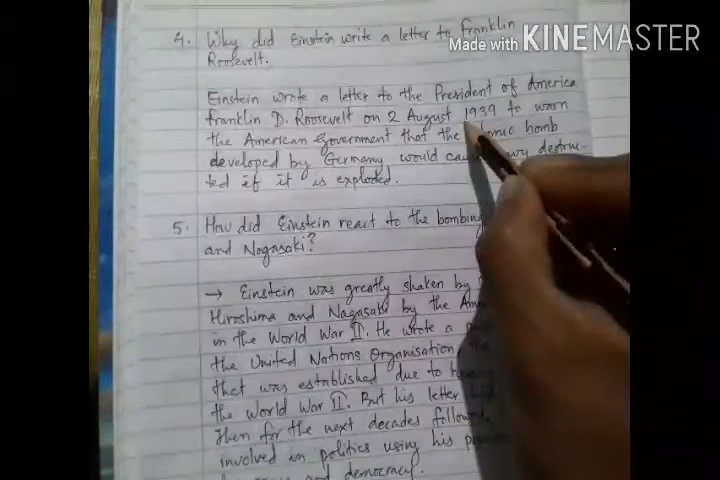 4. Why did Einstein write a letter to Franklin
Roosevelt.
Made with KINEMASTER
Einstein wrote a letter to the President of America
Franklin D. Roosevelt on 2 August 1939 to warn
the American Government that the bomb
developed by Germany would destruc-
ted if it is exploded.
5. How did Einstein react to the bombing
and Nagasaki?
→ Einstein was greatly shaken by
Hiroshima and Nagasaki by the
in the World War II. He wrote a
the United Nations Organisation
that was established due to
the World War II. But his letter
Then for the next decades followed,
involved in politics using his
and democracy.